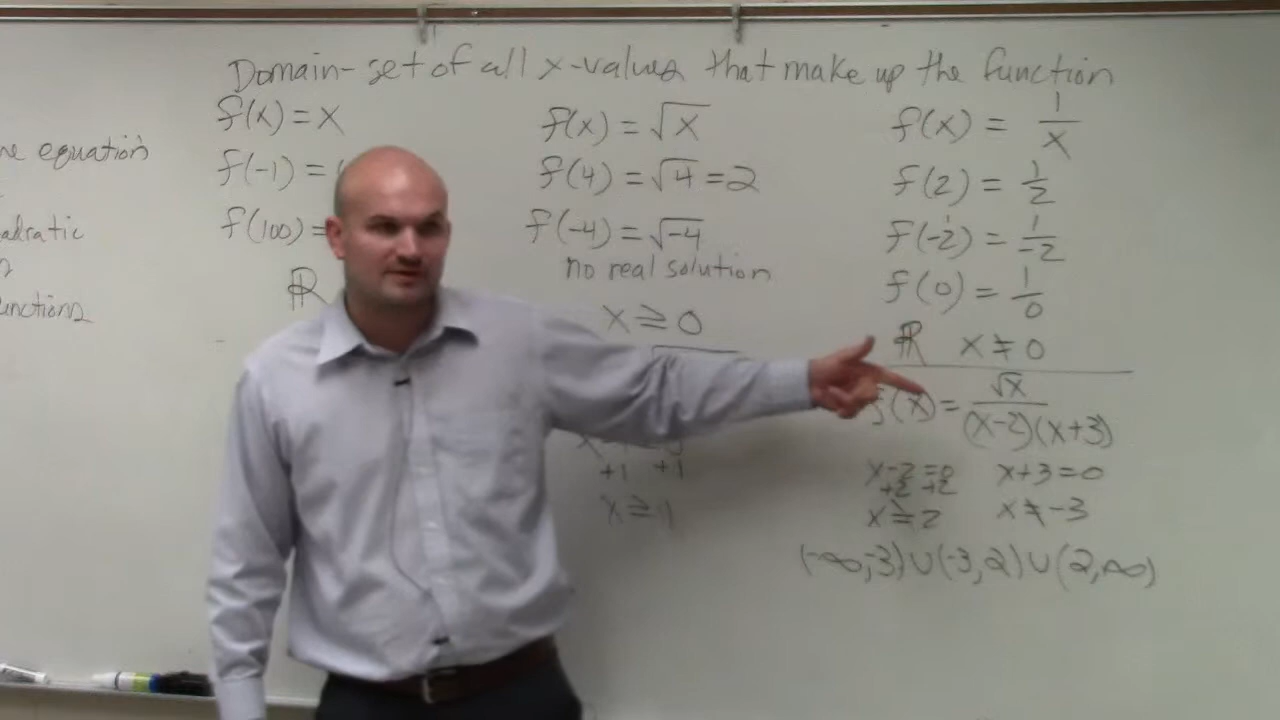 Domain- set of all x-values that make up the function
ne equation
adratic
unctions
f(x) = x
f(-1) =
f(100) =
ℝ
f(x) = √x
f(4) = √4 = 2
f(-4) = √-4
no real solution
x ≥ 0
+1 +1
x ≥ 1
f(x) = 1/x
f(2) = 1/2
f(-2) = 1/-2
f(0) = 1/0
ℝ x ≠ 0
f(x) = √x/(x-2)(x+3)
x-2=0 x+3=0
+2 +2
x ≠ 2 x ≠ -3
(-∞,-3)∪(-3,2)∪(2,∞)